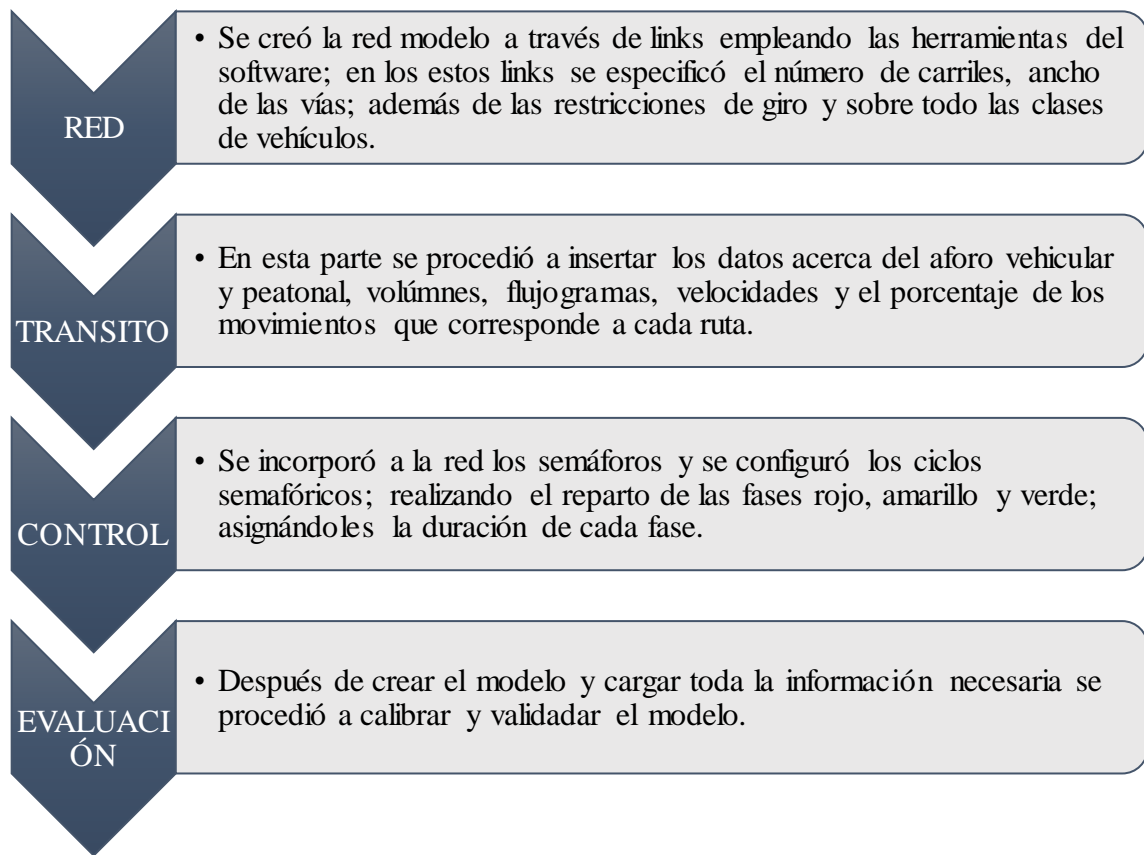 RED
• Se creó la red modelo a través de links empleando las herramientas del
software; en los estos links se especificó el número de carriles, ancho
de las vías; además de las restricciones de giro y sobre todo las clases
de vehículos.
TRANSITO
• En esta parte se procedió a insertar los datos acerca del aforo vehicular
y peatonal, volúmnes, flujogramas, velocidades y el porcentaje de los
movimientos que corresponde a cada ruta.
CONTROL
• Se incorporó a la red los semáforos y se configuró los ciclos
semafóricos; realizando el reparto de las fases rojo, amarillo y verde;
asignándoles la duración de cada fase.
EVALUACI
ÓN
• Después de crear el modelo y cargar toda la información necesaria se
procedió a calibrar y validadar el modelo.